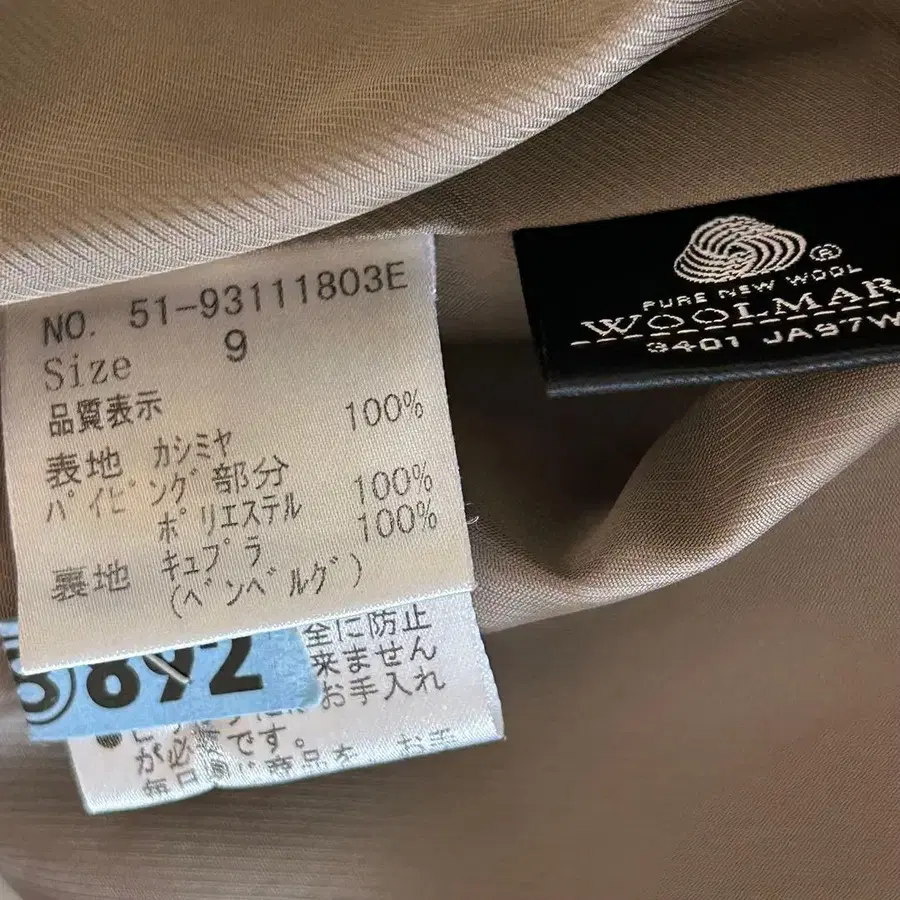 NO. 51-93111803E
Size 9
品質表示
表地 カシミヤ 100%
パイピング部分
ポリエステル 100%
裏地 キュプラ 100%
(ベンベルグ)
PURE NEW WOOL
WOOLMAR
3401 JA97W
全に防止
来ません
お手入れ
が必要です。
892